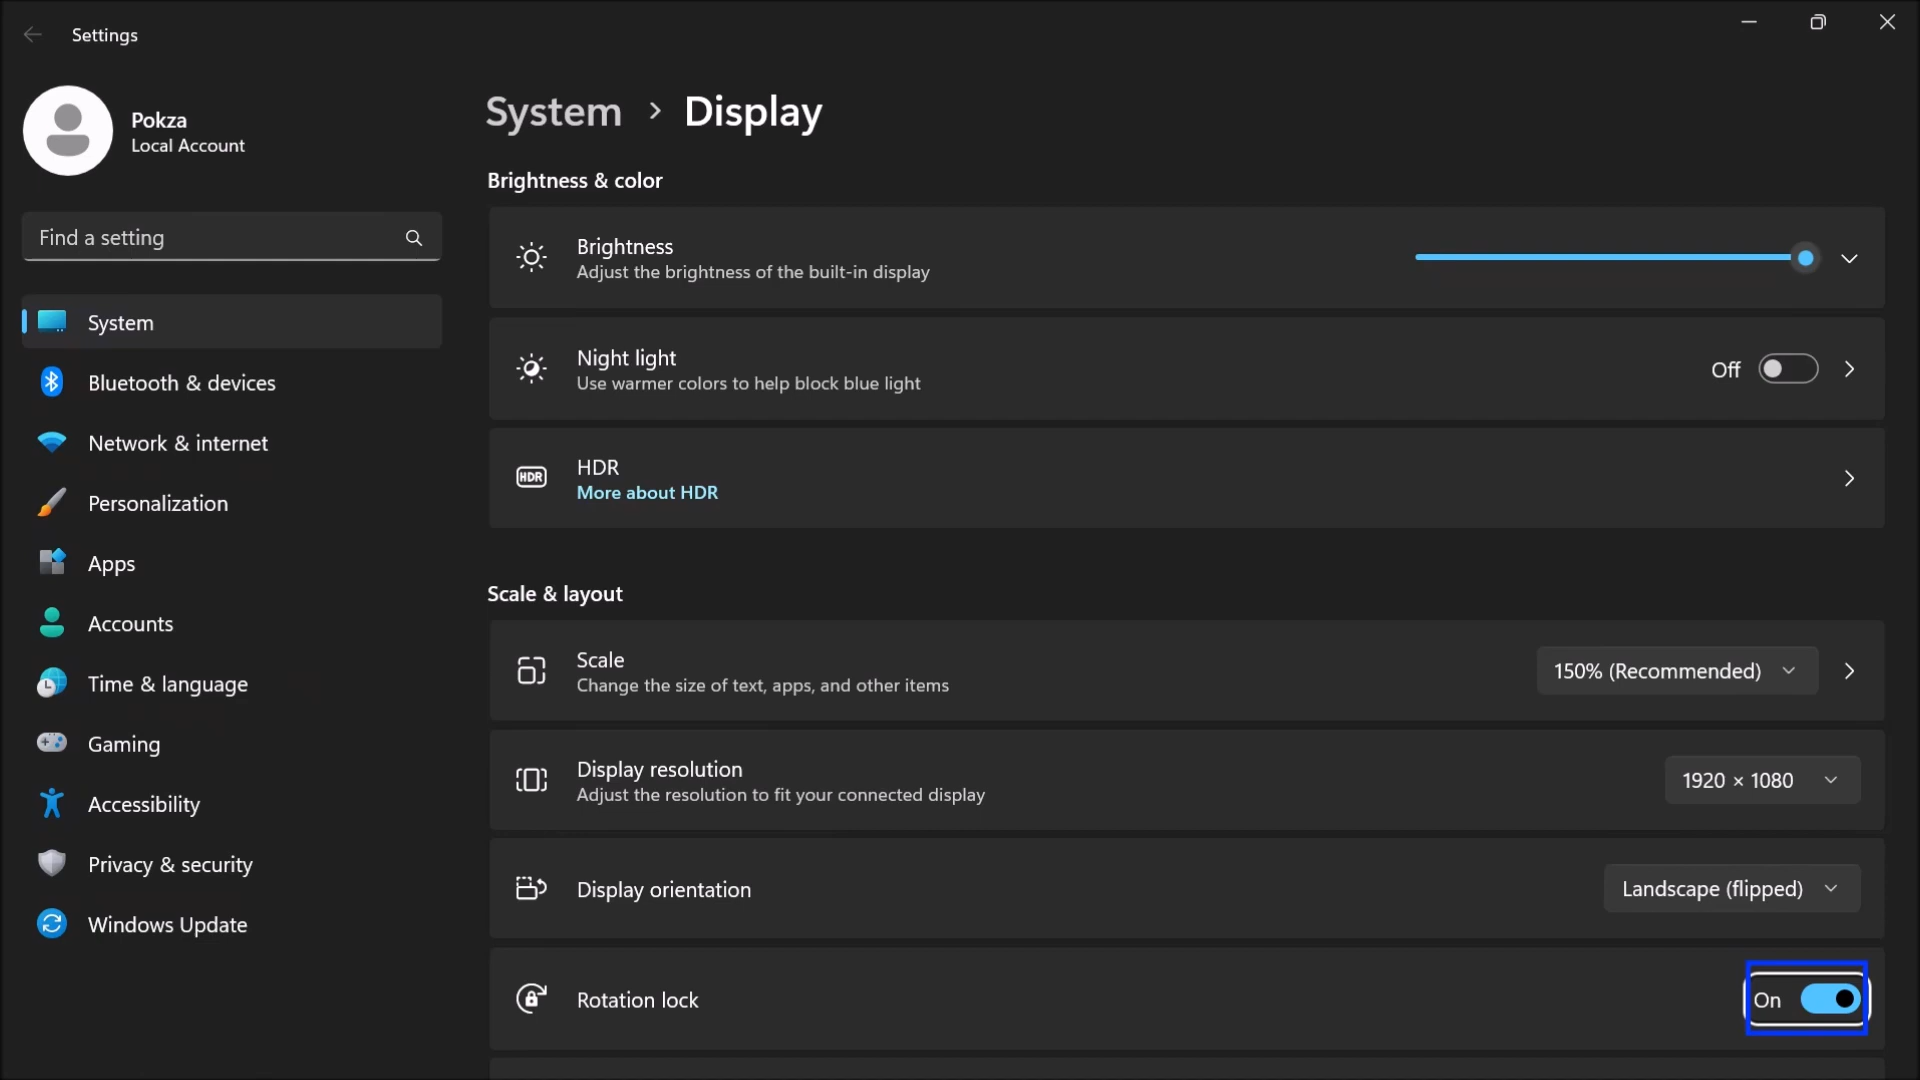 Settings
Pokza
Local Account
Find a setting
System
Bluetooth & devices
Network & internet
Personalization
Apps
Accounts
Time & language
Gaming
Accessibility
Privacy & security
Windows Update
System > Display
Brightness & color
Brightness
Adjust the brightness of the built-in display
Night light
Use warmer colors to help block blue light
Off
HDR
HDR
More about HDR
Scale & layout
Scale
Change the size of text, apps, and other items
150% (Recommended)
Display resolution
Adjust the resolution to fit your connected display
1920 × 1080
Display orientation
Landscape (flipped)
Rotation lock
On